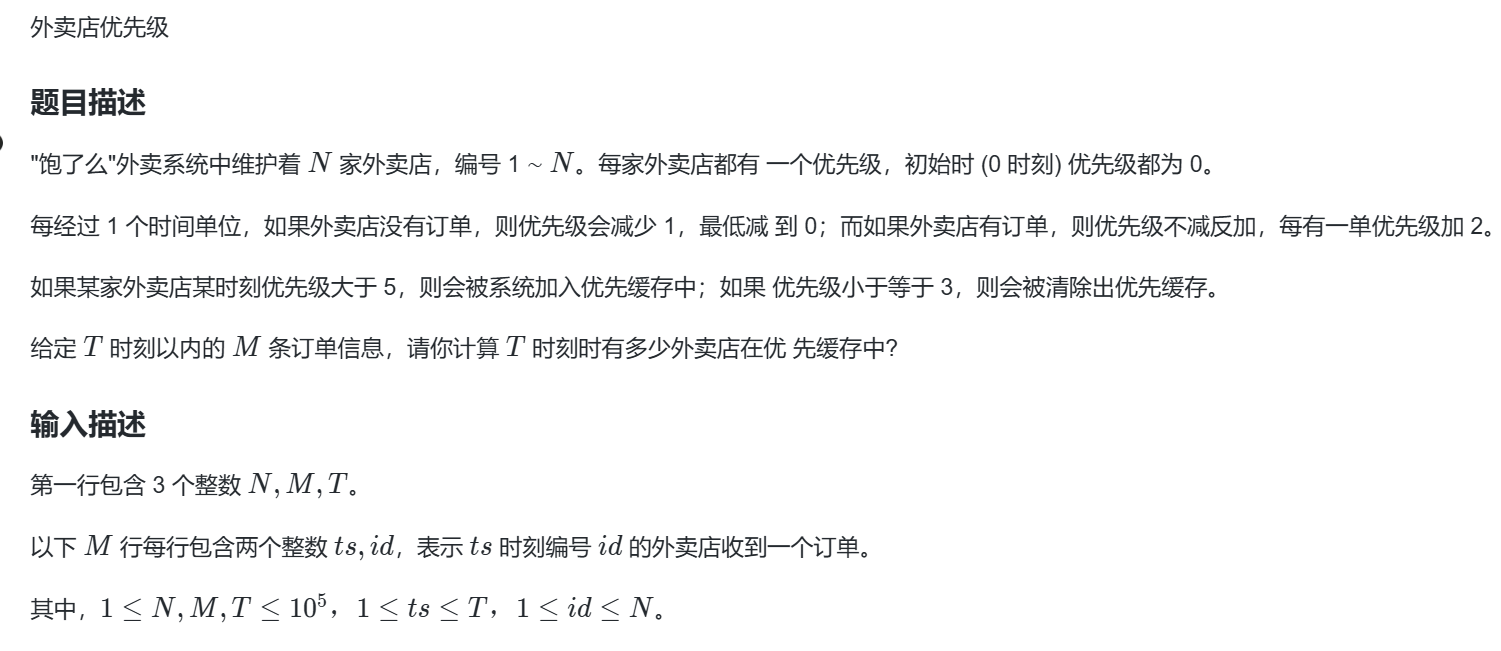 外卖店优先级
题目描述
"饱了么"外卖系统中维护着 N 家外卖店，编号 1 ~ N。每家外卖店都有 一个优先级，初始时 (0 时刻) 优先级都为 0。
每经过 1 个时间单位，如果外卖店没有订单，则优先级会减少 1，最低减 到 0；而如果外卖店有订单，则优先级不减反加，每有一单优先级加 2。
如果某家外卖店某时刻优先级大于 5，则会被系统加入优先缓存中；如果 优先级小于等于 3，则会被清除出优先缓存。
给定 T 时刻以内的 M 条订单信息，请你计算 T 时刻时有多少外卖店在优 先缓存中?
输入描述
第一行包含 3 个整数 N, M, T。
以下 M 行每行包含两个整数 ts, id，表示 ts 时刻编号 id 的外卖店收到一个订单。
其中，1 ≤ N, M, T ≤ 10^5，1 ≤ ts ≤ T，1 ≤ id ≤ N。